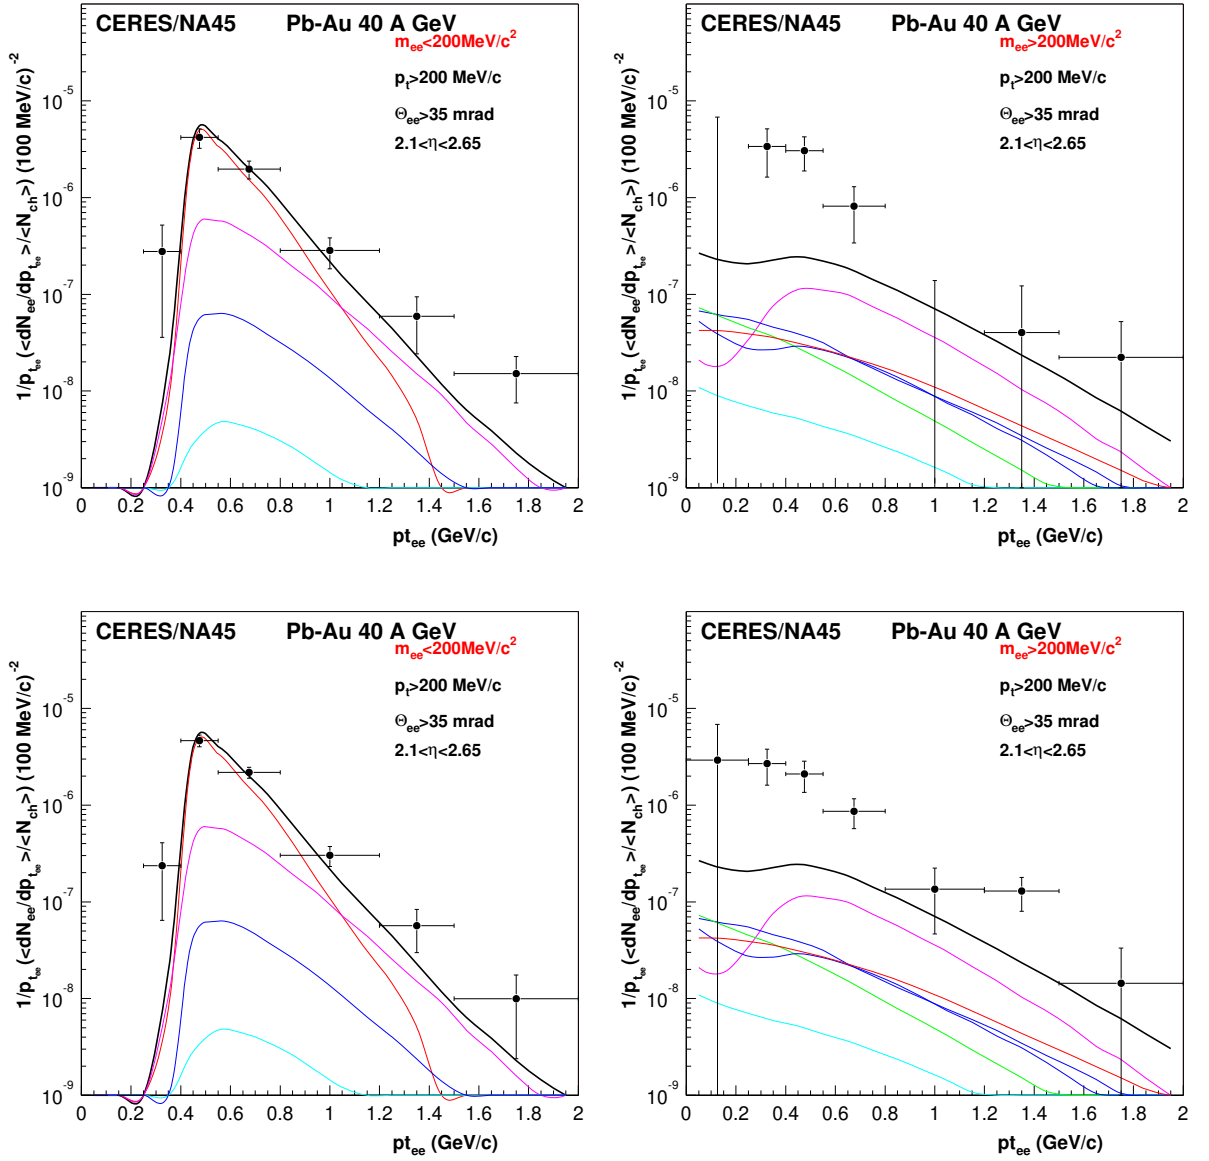 CERES/NA45 Pb-Au 40 A GeV
m_ee<200MeV/c^2
p_t>200 MeV/c
Θ_ee>35 mrad
2.1<η<2.65
1/p_t_ee (<dN_ee/dp_t_ee>/<N_ch>) (100 MeV/c)^-2
10^-5
10^-6
10^-7
10^-8
10^-9
0 0.2 0.4 0.6 0.8 1 1.2 1.4 1.6 1.8 2
pt_ee (GeV/c)
CERES/NA45 Pb-Au 40 A GeV
m_ee>200MeV/c^2
p_t>200 MeV/c
Θ_ee>35 mrad
2.1<η<2.65
1/p_t_ee (<dN_ee/dp_t_ee>/<N_ch>) (100 MeV/c)^-2
10^-5
10^-6
10^-7
10^-8
10^-9
0 0.2 0.4 0.6 0.8 1 1.2 1.4 1.6 1.8 2
pt_ee (GeV/c)
CERES/NA45 Pb-Au 40 A GeV
m_ee<200MeV/c^2
p_t>200 MeV/c
Θ_ee>35 mrad
2.1<η<2.65
1/p_t_ee (<dN_ee/dp_t_ee>/<N_ch>) (100 MeV/c)^-2
10^-5
10^-6
10^-7
10^-8
10^-9
0 0.2 0.4 0.6 0.8 1 1.2 1.4 1.6 1.8 2
pt_ee (GeV/c)
CERES/NA45 Pb-Au 40 A GeV
m_ee>200MeV/c^2
p_t>200 MeV/c
Θ_ee>35 mrad
2.1<η<2.65
1/p_t_ee (<dN_ee/dp_t_ee>/<N_ch>) (100 MeV/c)^-2
10^-5
10^-6
10^-7
10^-8
10^-9
0 0.2 0.4 0.6 0.8 1 1.2 1.4 1.6 1.8 2
pt_ee (GeV/c)